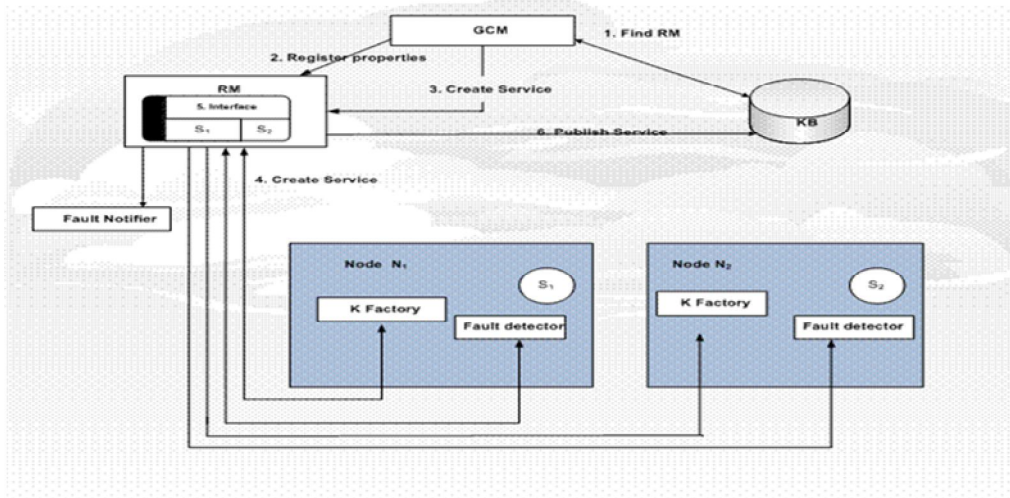 GCM
1. Find RM
2. Register properties
RM
3. Create Service
5. Interface
S₁
S₂
KB
6. Publish Service
4. Create Service
Fault Notifier
Node N₁
S₁
K Factory
Fault detector
Node N₂
S₂
K Factory
Fault detector